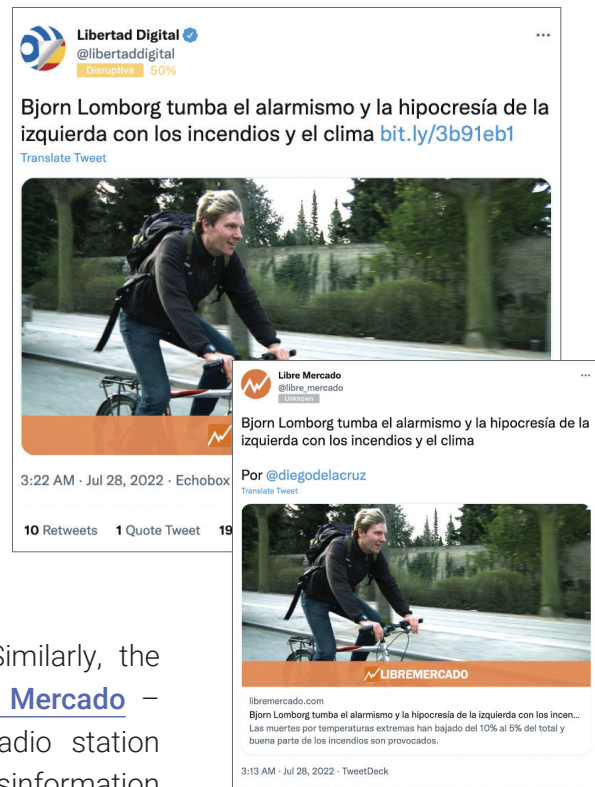 Libertad Digital
@libertaddigital
Disruptive 50%
Bjorn Lomborg tumba el alarmismo y la hipocresía de la
izquierda con los incendios y el clima bit.ly/3b91eb1
Translate Tweet
3:22 AM · Jul 28, 2022 · Echobox
10 Retweets 1 Quote Tweet 19
Libre Mercado
@libre_mercado
Unknown
Bjorn Lomborg tumba el alarmismo y la hipocresía de la
izquierda con los incendios y el clima
Por @diegodelacruz
Translate Tweet
LIBREMERCADO
libremercado.com
Bjorn Lomborg tumba el alarmismo y la hipocresía de la izquierda con los incen...
Las muertes por temperaturas extremas han bajado del 10% al 5% del total y
buena parte de los incendios son provocados.
3:13 AM · Jul 28, 2022 · TweetDeck
Similarly, the
Mercado –
adio station
sinformation